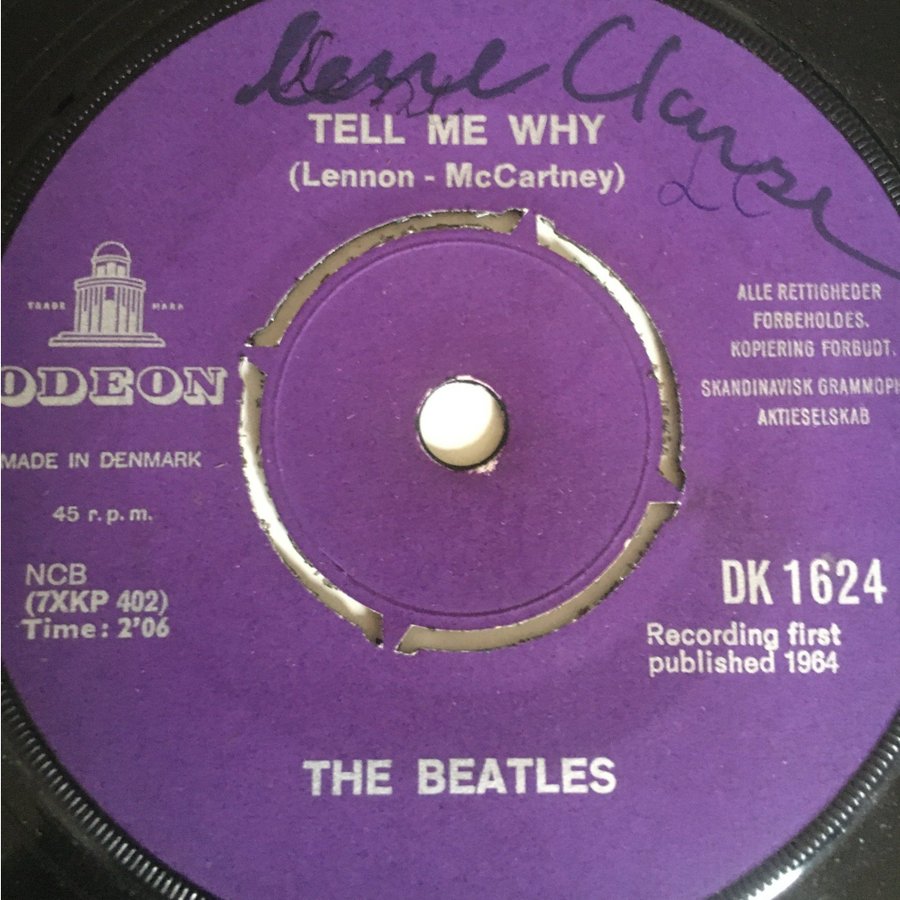 TELL ME WHY
(Lennon - McCartney)
TRADE MARK
ODEON
MADE IN DENMARK
45 r.p.m.
NCB
(7XKP 402)
Time: 2'06
ALLE RETTIGHEDER
FORBEHOLDES.
KOPIERING FORBUDT.
SKANDINAVISK GRAMMOPH
AKTIESELSKAB
DK 1624
Recording first
published 1964
THE BEATLES